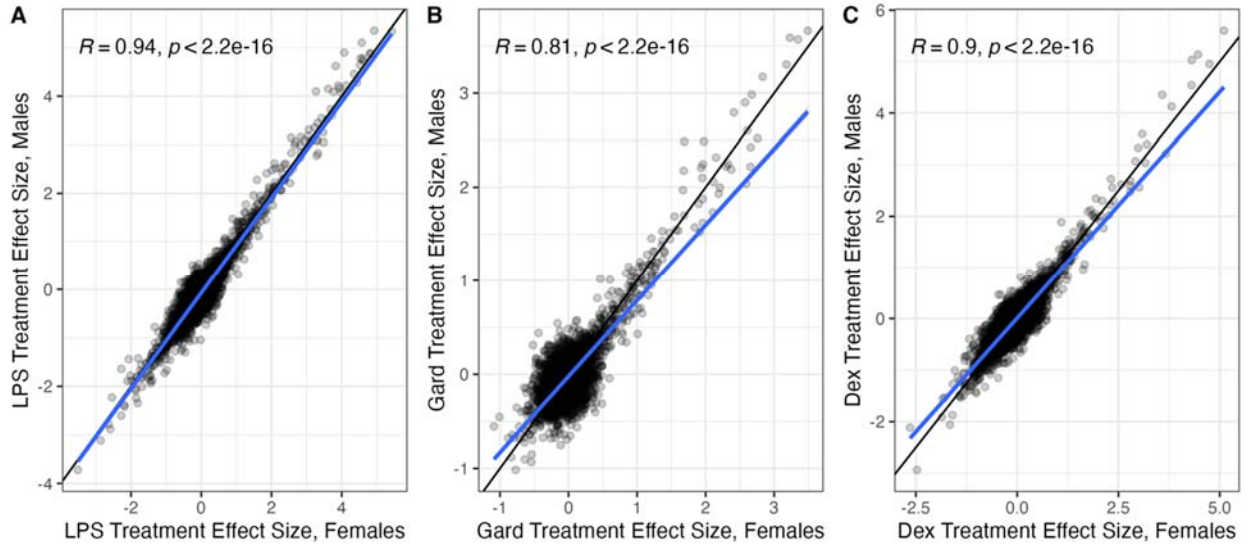 A
R = 0.94, p < 2.2e-16
LPS Treatment Effect Size, Males
4
2
0
-2
-4
-2
0
2
4
LPS Treatment Effect Size, Females
B
R = 0.81, p < 2.2e-16
Gard Treatment Effect Size, Males
3
2
1
0
-1
-1
0
1
2
3
Gard Treatment Effect Size, Females
C
R = 0.9, p < 2.2e-16
Dex Treatment Effect Size, Males
6
4
2
0
-2
-2.5
0.0
2.5
5.0
Dex Treatment Effect Size, Females